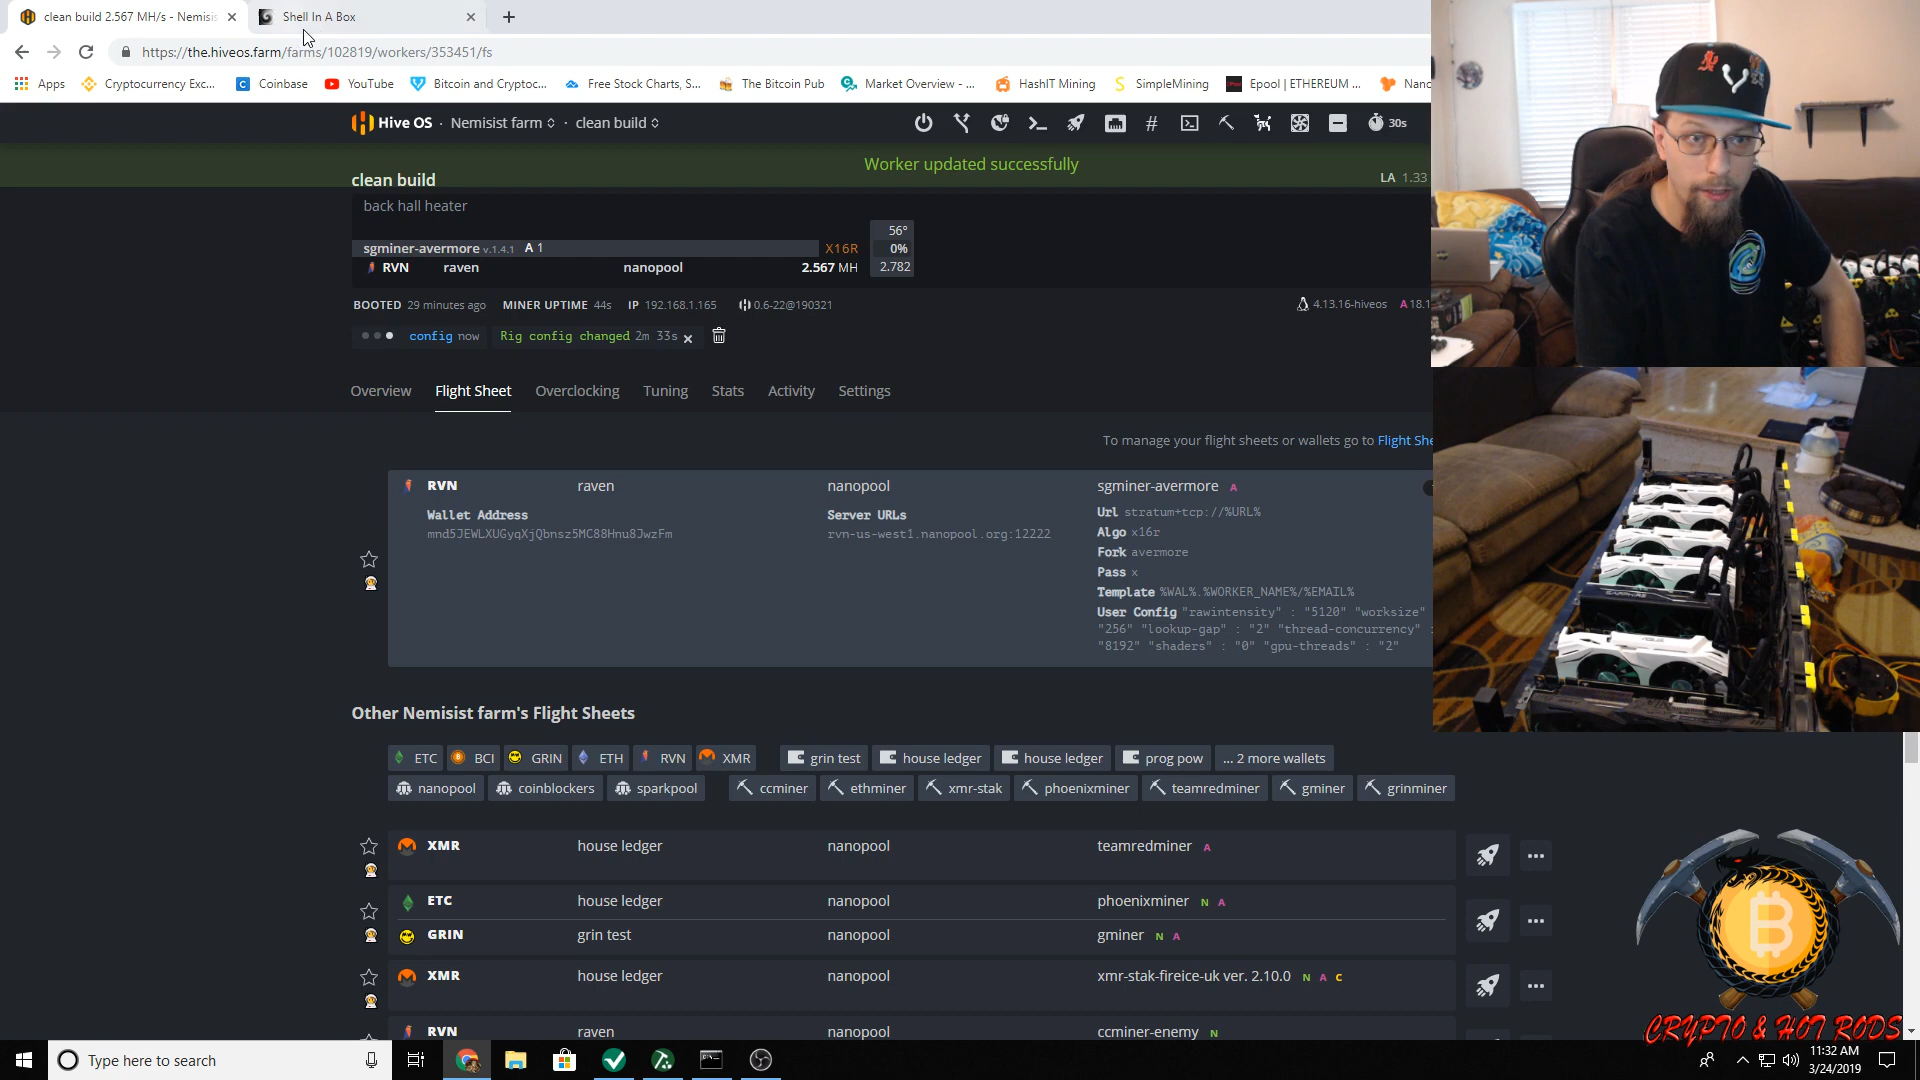 clean build 2.567 MH/s - Nemisis
Shell In A Box
https://the.hiveos.farm/farms/102819/workers/353451/fs
Apps
Cryptocurrency Exc...
Coinbase
YouTube
Bitcoin and Cryptoc...
Free Stock Charts, S...
The Bitcoin Pub
Market Overview - ...
HashIT Mining
SimpleMining
Epool | ETHEREUM ...
Nano
Hive OS · Nemisist farm · clean build
30s
Worker updated successfully
clean build
LA 1.33
back hall heater
56°
sgminer-avermore v.1.4.1 A 1 X16R 0%
RVN raven nanopool 2.567 MH 2.782
BOOTED 29 minutes ago MINER UPTIME 44s IP 192.168.1.165 0.6-22@190321
4.13.16-hiveos A 18.1
config now Rig config changed 2m 33s
Overview Flight Sheet Overclocking Tuning Stats Activity Settings
To manage your flight sheets or wallets go to Flight She
RVN raven nanopool sgminer-avermore A
Wallet Address
mnd5JEWLXUGyqXjQbnsz5MC88Hnu8JwzFm
Server URLs
rvn-us-west1.nanopool.org:12222
Url stratum+tcp://%URL%
Algo x16r
Fork avermore
Pass x
Template %WAL%.%WORKER_NAME%/%EMAIL%
User Config "rawintensity" : "5120" "worksize"
"256" "lookup-gap" : "2" "thread-concurrency" :
"8192" "shaders" : "0" "gpu-threads" : "2"
Other Nemisist farm's Flight Sheets
ETC BCI GRIN ETH RVN XMR grin test house ledger house ledger prog pow ... 2 more wallets
nanopool coinblockers sparkpool ccminer ethminer xmr-stak phoenixminer teamredminer gminer grinminer
XMR house ledger nanopool teamredminer A
ETC house ledger nanopool phoenixminer N A
GRIN grin test nanopool gminer N A
XMR house ledger nanopool xmr-stak-fireice-uk ver. 2.10.0 N A C
RVN raven nanopool ccminer-enemy N
CRYPTO & HOT RODS
Type here to search
11:32 AM
3/24/2019